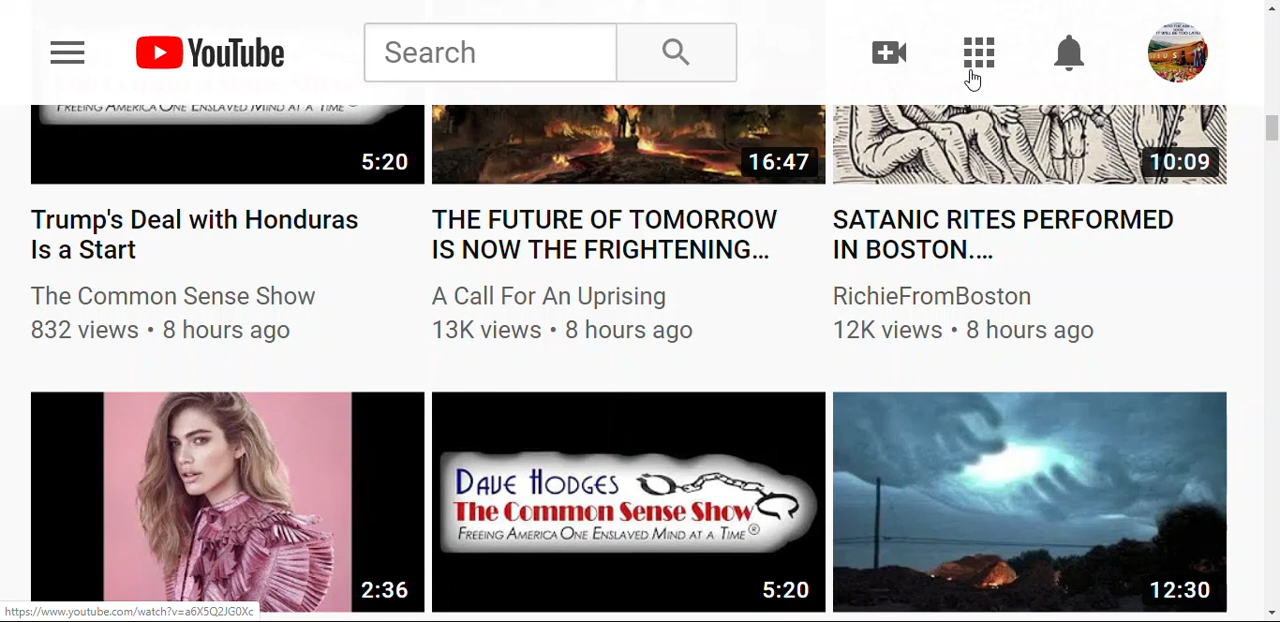 YouTube
Search
FREEING AMERICA ONE ENSLAVED MIND AT A TIME
5:20
16:47
10:09
Trump's Deal with Honduras
Is a Start
THE FUTURE OF TOMORROW
IS NOW THE FRIGHTENING...
SATANIC RITES PERFORMED
IN BOSTON....
The Common Sense Show
832 views • 8 hours ago
A Call For An Uprising
13K views • 8 hours ago
RichieFromBoston
12K views • 8 hours ago
2:36
DAVE HODGES
The Common Sense Show
FREEING AMERICA ONE ENSLAVED MIND AT A TIME ®
5:20
12:30
https://www.youtube.com/watch?v=a6X5Q2JG0Xc